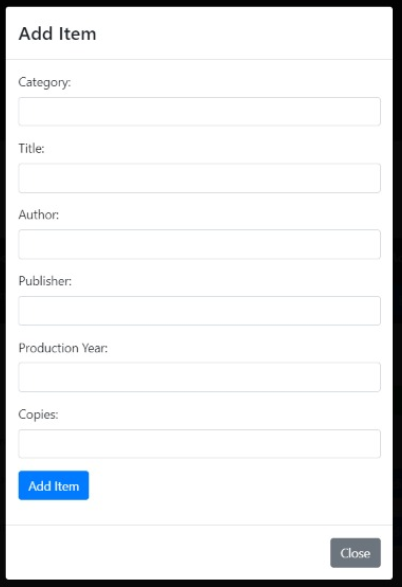 Add Item
Category:
Title:
Author:
Publisher:
Production Year:
Copies:
Add Item
Close